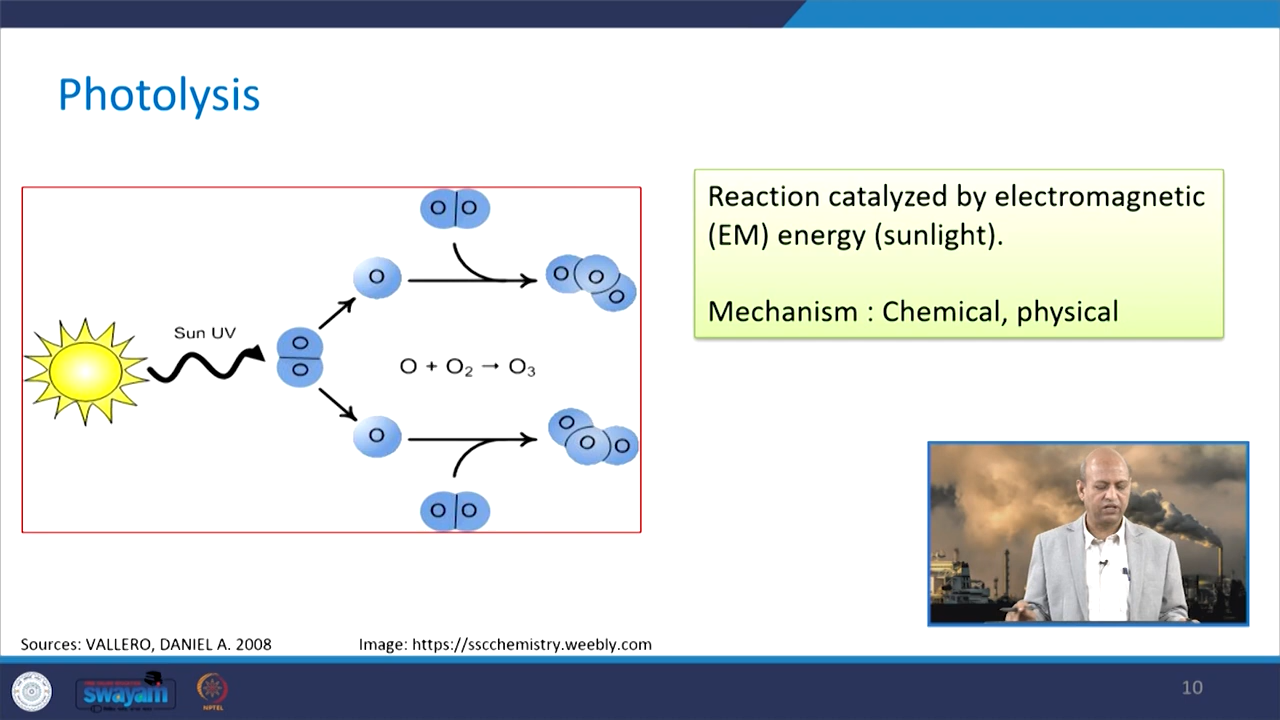 Photolysis
O O
O
O O O
Sun UV
O
O
O + O₂ → O₃
O
O O O
O O
Reaction catalyzed by electromagnetic
(EM) energy (sunlight).
Mechanism : Chemical, physical
Sources: VALLERO, DANIEL A. 2008
Image: https://sscchemistry.weebly.com
swayam
NPTEL
10